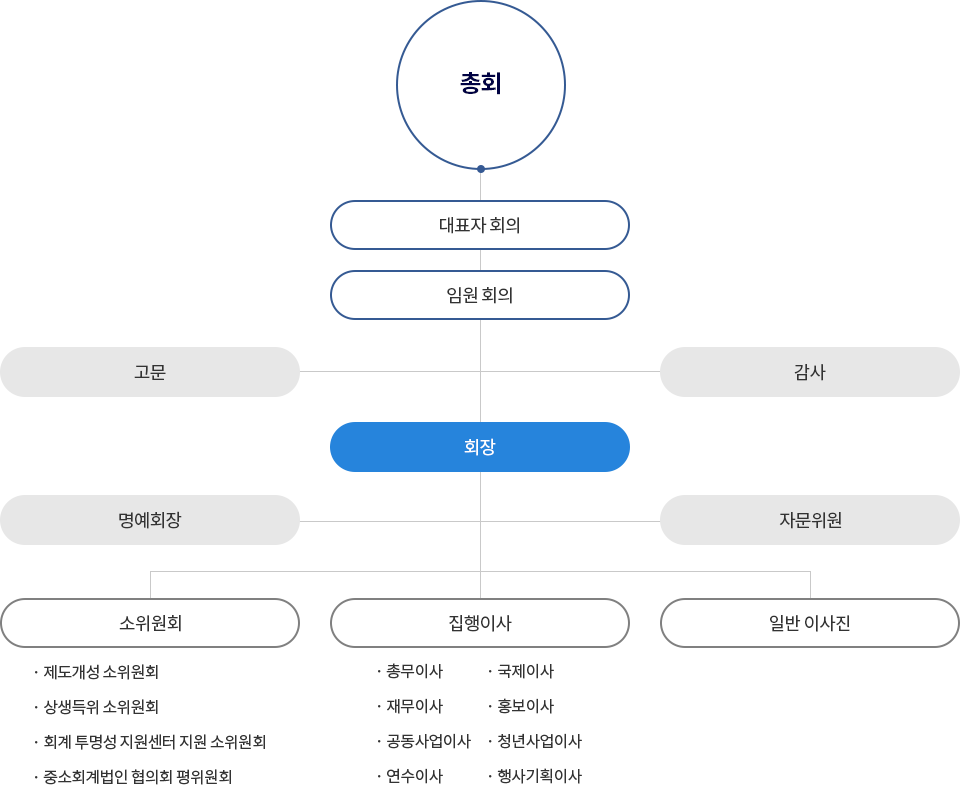 총회
대표자 회의
임원 회의
고문
감사
회장
명예회장
자문위원
소위원회
집행이사
일반 이사진
· 제도개성 소위원회
· 상생득위 소위원회
· 회계 투명성 지원센터 지원 소위원회
· 중소회계법인 협의회 평위원회
· 총무이사
· 재무이사
· 공동사업이사
· 연수이사
· 국제이사
· 홍보이사
· 청년사업이사
· 행사기획이사